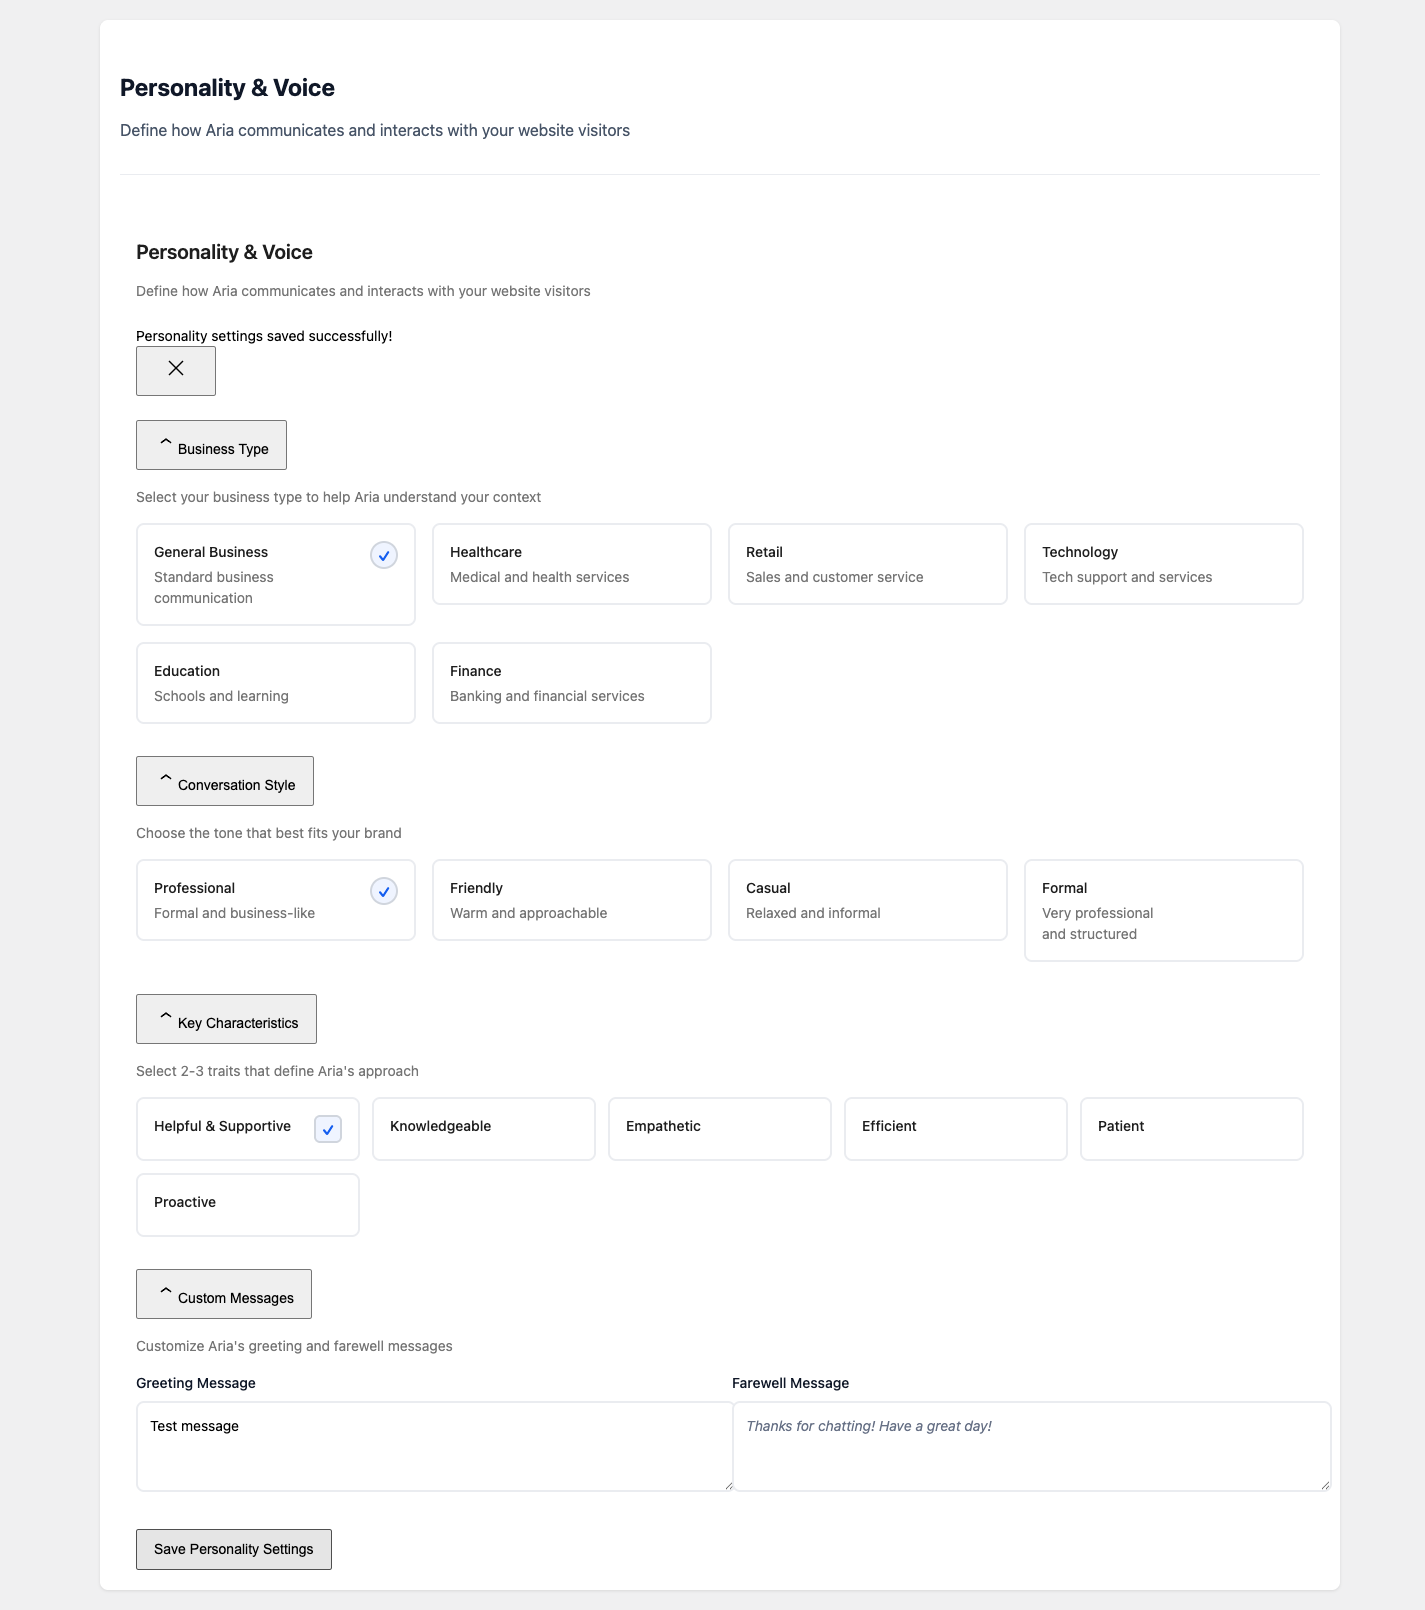 Personality & Voice
Define how Aria communicates and interacts with your website visitors
Personality & Voice
Define how Aria communicates and interacts with your website visitors
Personality settings saved successfully!
Business Type
Select your business type to help Aria understand your context
General Business
Standard business
communication
Healthcare
Medical and health services
Retail
Sales and customer service
Technology
Tech support and services
Education
Schools and learning
Finance
Banking and financial services
Conversation Style
Choose the tone that best fits your brand
Professional
Formal and business-like
Friendly
Warm and approachable
Casual
Relaxed and informal
Formal
Very professional
and structured
Key Characteristics
Select 2-3 traits that define Aria's approach
Helpful & Supportive
Knowledgeable
Empathetic
Efficient
Patient
Proactive
Custom Messages
Customize Aria's greeting and farewell messages
Greeting Message
Test message
Farewell Message
Thanks for chatting! Have a great day!
Save Personality Settings